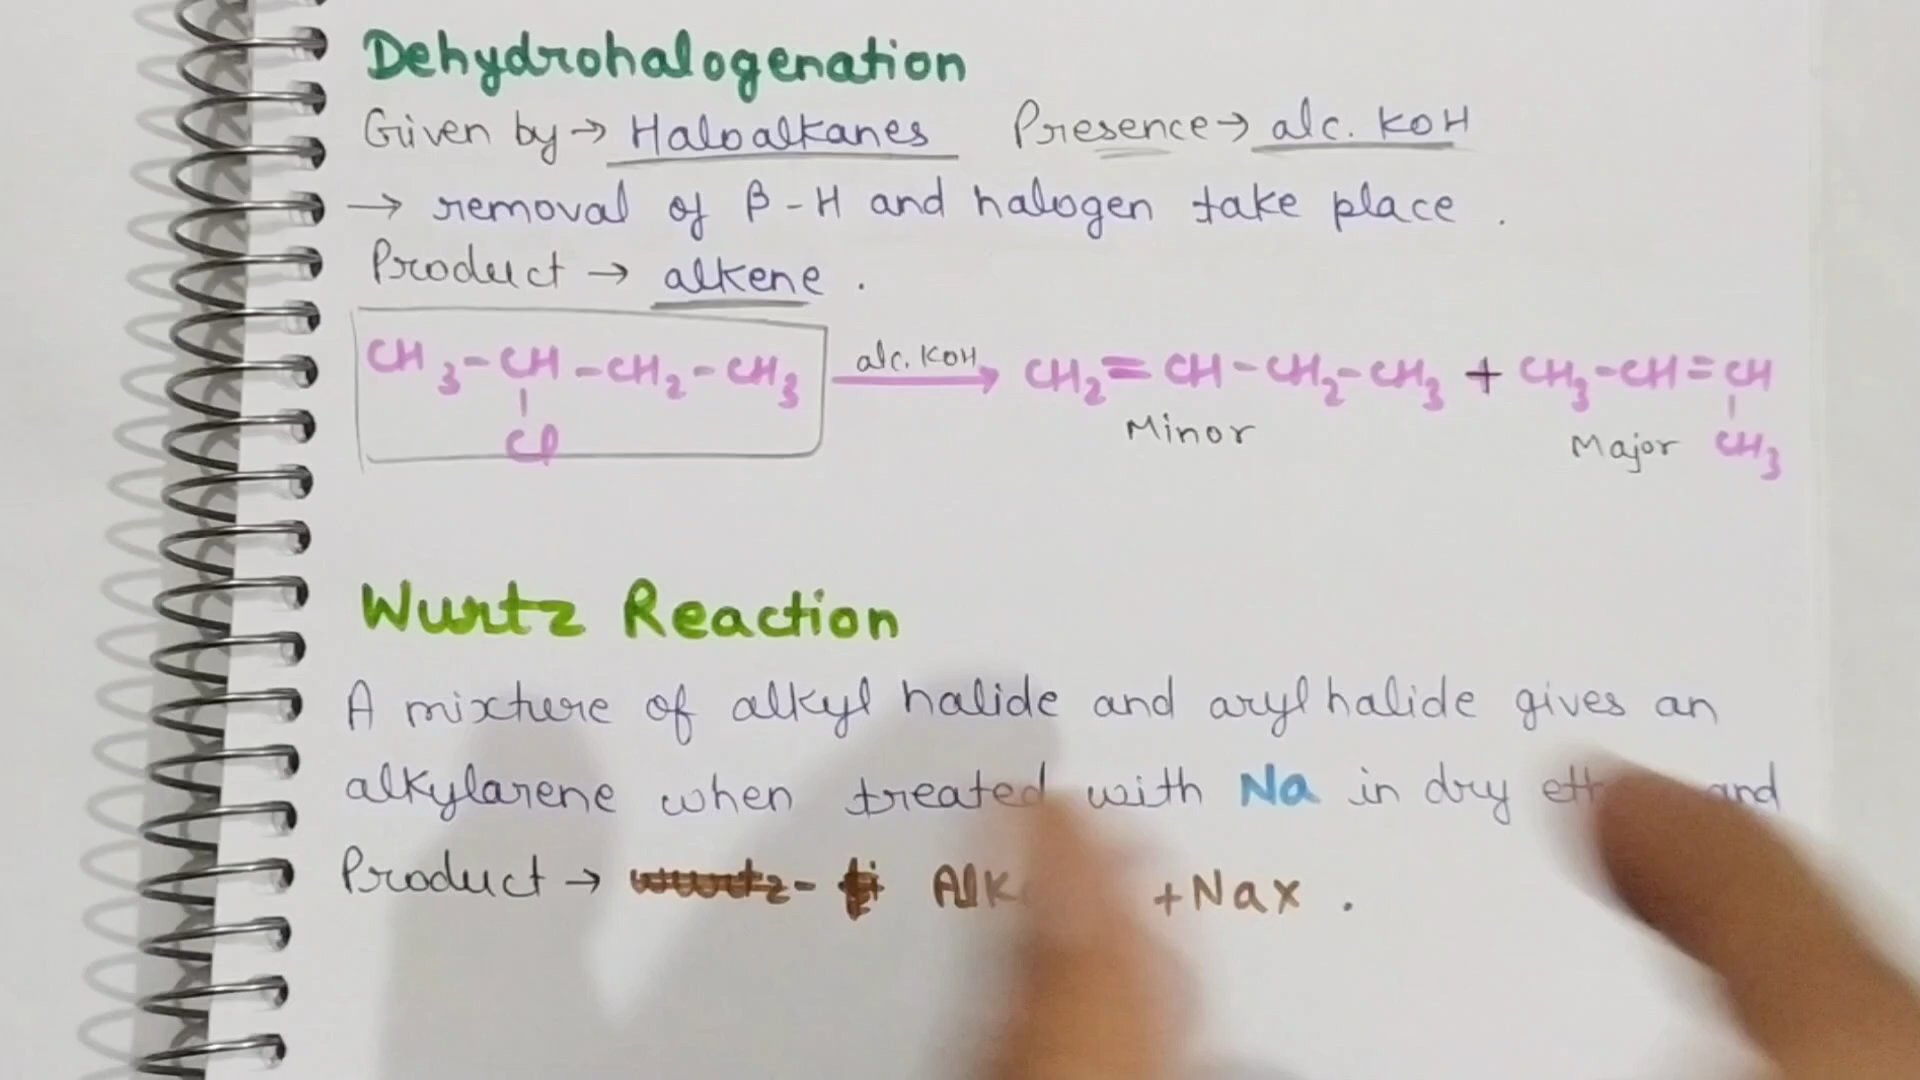 Dehydrohalogenation
Given by → Haloalkanes Presence → alc. KOH
→ removal of β-H and halogen take place .
Product → alkene .
CH3-CH-CH2-CH3 alc. KOH → CH2=CH-CH2-CH3 + CH3-CH=CH
Cl Minor Major CH3
Wurtz Reaction
A mixture of alkyl halide and aryl halide gives an
alkylarene when treated with Na in dry and
Product → + Nax .